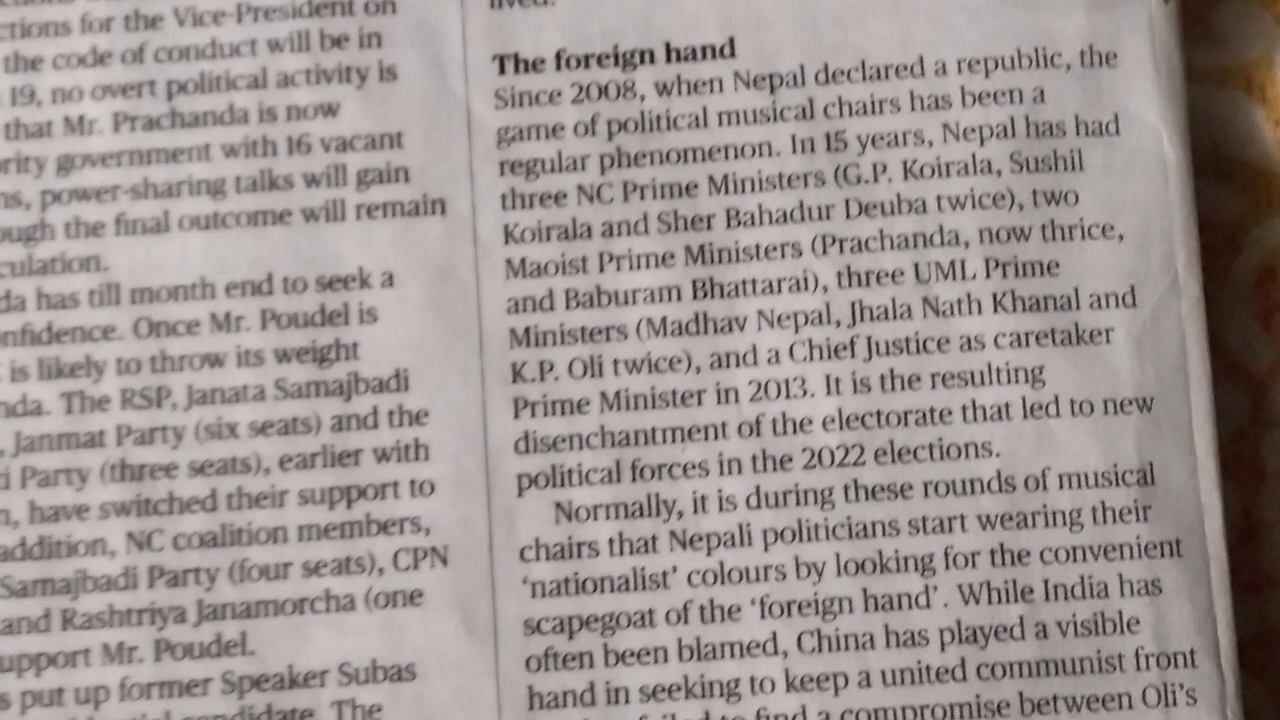 ctions for the Vice-President on
the code of conduct will be in
19, no overt political activity is
that Mr. Prachanda is now
rity government with 16 vacant
ns, power-sharing talks will gain
ough the final outcome will remain
culation.
da has till month end to seek a
nfidence. Once Mr. Poudel is
is likely to throw its weight
nda. The RSP, Janata Samajbadi
, Janmat Party (six seats) and the
i Party (three seats), earlier with
n, have switched their support to
addition, NC coalition members,
Samajbadi Party (four seats), CPN
and Rashtriya Janamorcha (one
upport Mr. Poudel.
s put up former Speaker Subas
candidate. The
lived.
The foreign hand
Since 2008, when Nepal declared a republic, the
game of political musical chairs has been a
regular phenomenon. In 15 years, Nepal has had
three NC Prime Ministers (G.P. Koirala, Sushil
Koirala and Sher Bahadur Deuba twice), two
Maoist Prime Ministers (Prachanda, now thrice,
and Baburam Bhattarai), three UML Prime
Ministers (Madhav Nepal, Jhala Nath Khanal and
K.P. Oli twice), and a Chief Justice as caretaker
Prime Minister in 2013. It is the resulting
disenchantment of the electorate that led to new
political forces in the 2022 elections.
Normally, it is during these rounds of musical
chairs that Nepali politicians start wearing their
‘nationalist’ colours by looking for the convenient
scapegoat of the ‘foreign hand’. While India has
often been blamed, China has played a visible
hand in seeking to keep a united communist front
to find a compromise between Oli’s